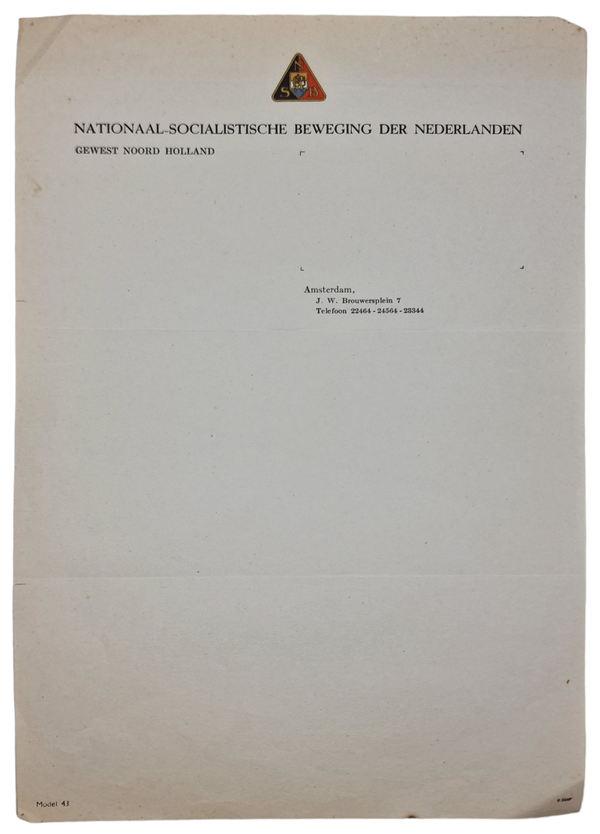 N
S B
NATIONAAL-SOCIALISTISCHE BEWEGING DER NEDERLANDEN
GEWEST NOORD HOLLAND
Amsterdam,
J. W. Brouwersplein 7
Telefoon 22464 - 24564 - 23344
Model 43